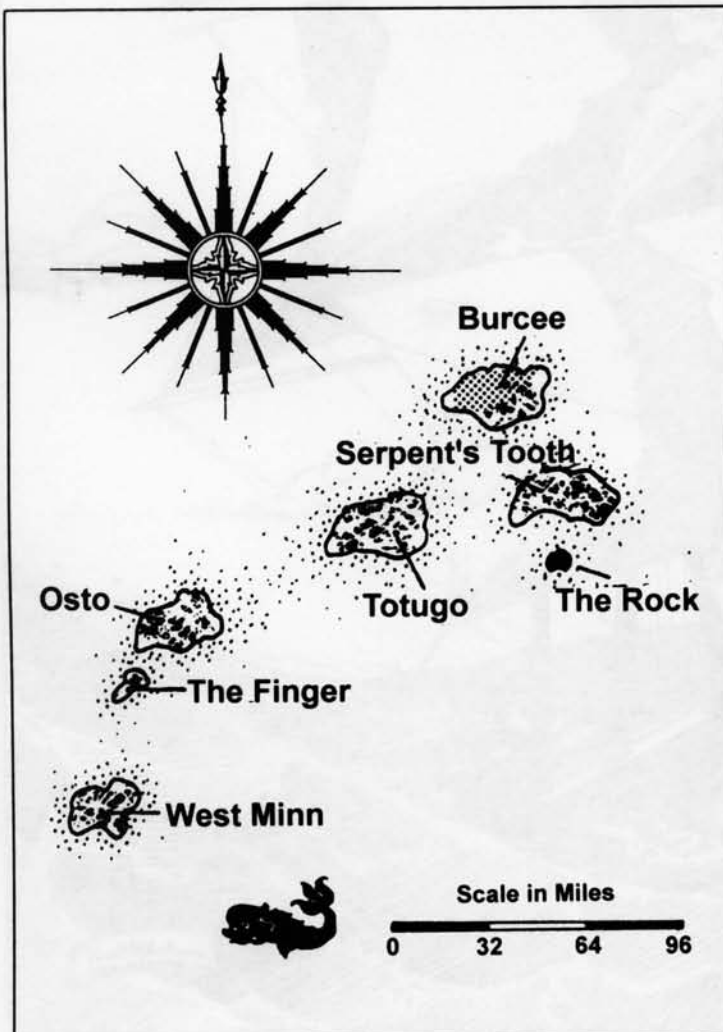 Burcee
Serpent's Tooth
Totugo
The Rock
Osto
The Finger
West Minn
Scale in Miles
0 32 64 96